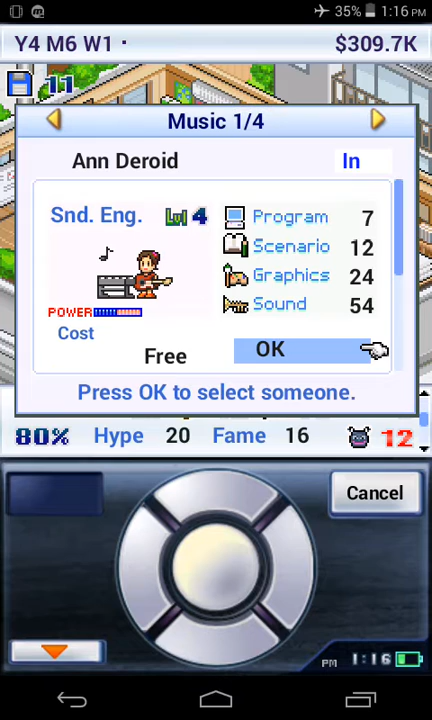 35% 1:16 PM
Y4 M6 W1 · $309.7K
11
Music 1/4
Ann Deroid In
Snd. Eng. Lvl 4
Program 7
Scenario 12
Graphics 24
Sound 54
POWER
Cost
Free
OK
Press OK to select someone.
80% Hype 20 Fame 16 12
Cancel
PM 1:16